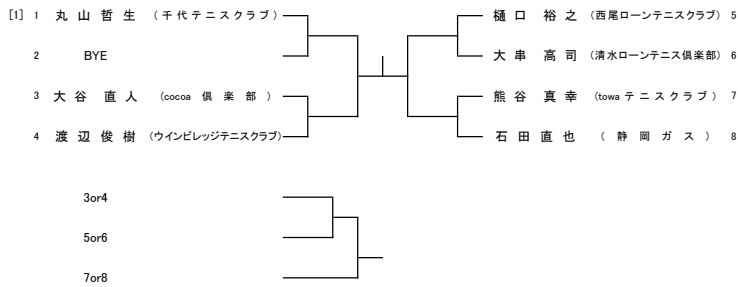 [1] 1 丸山哲生 (千代テニスクラブ) 樋口 裕之 (西尾ローンテニスクラブ) 5
2 BYE 大串 高司 (清水ローンテニス倶楽部) 6
3 大谷 直人 (cocoa 倶楽部) 熊谷 真幸 (towa テニスクラブ) 7
4 渡辺俊樹 (ウインビレッジテニスクラブ) 石田直也 (静岡ガス) 8
3or4
5or6
7or8